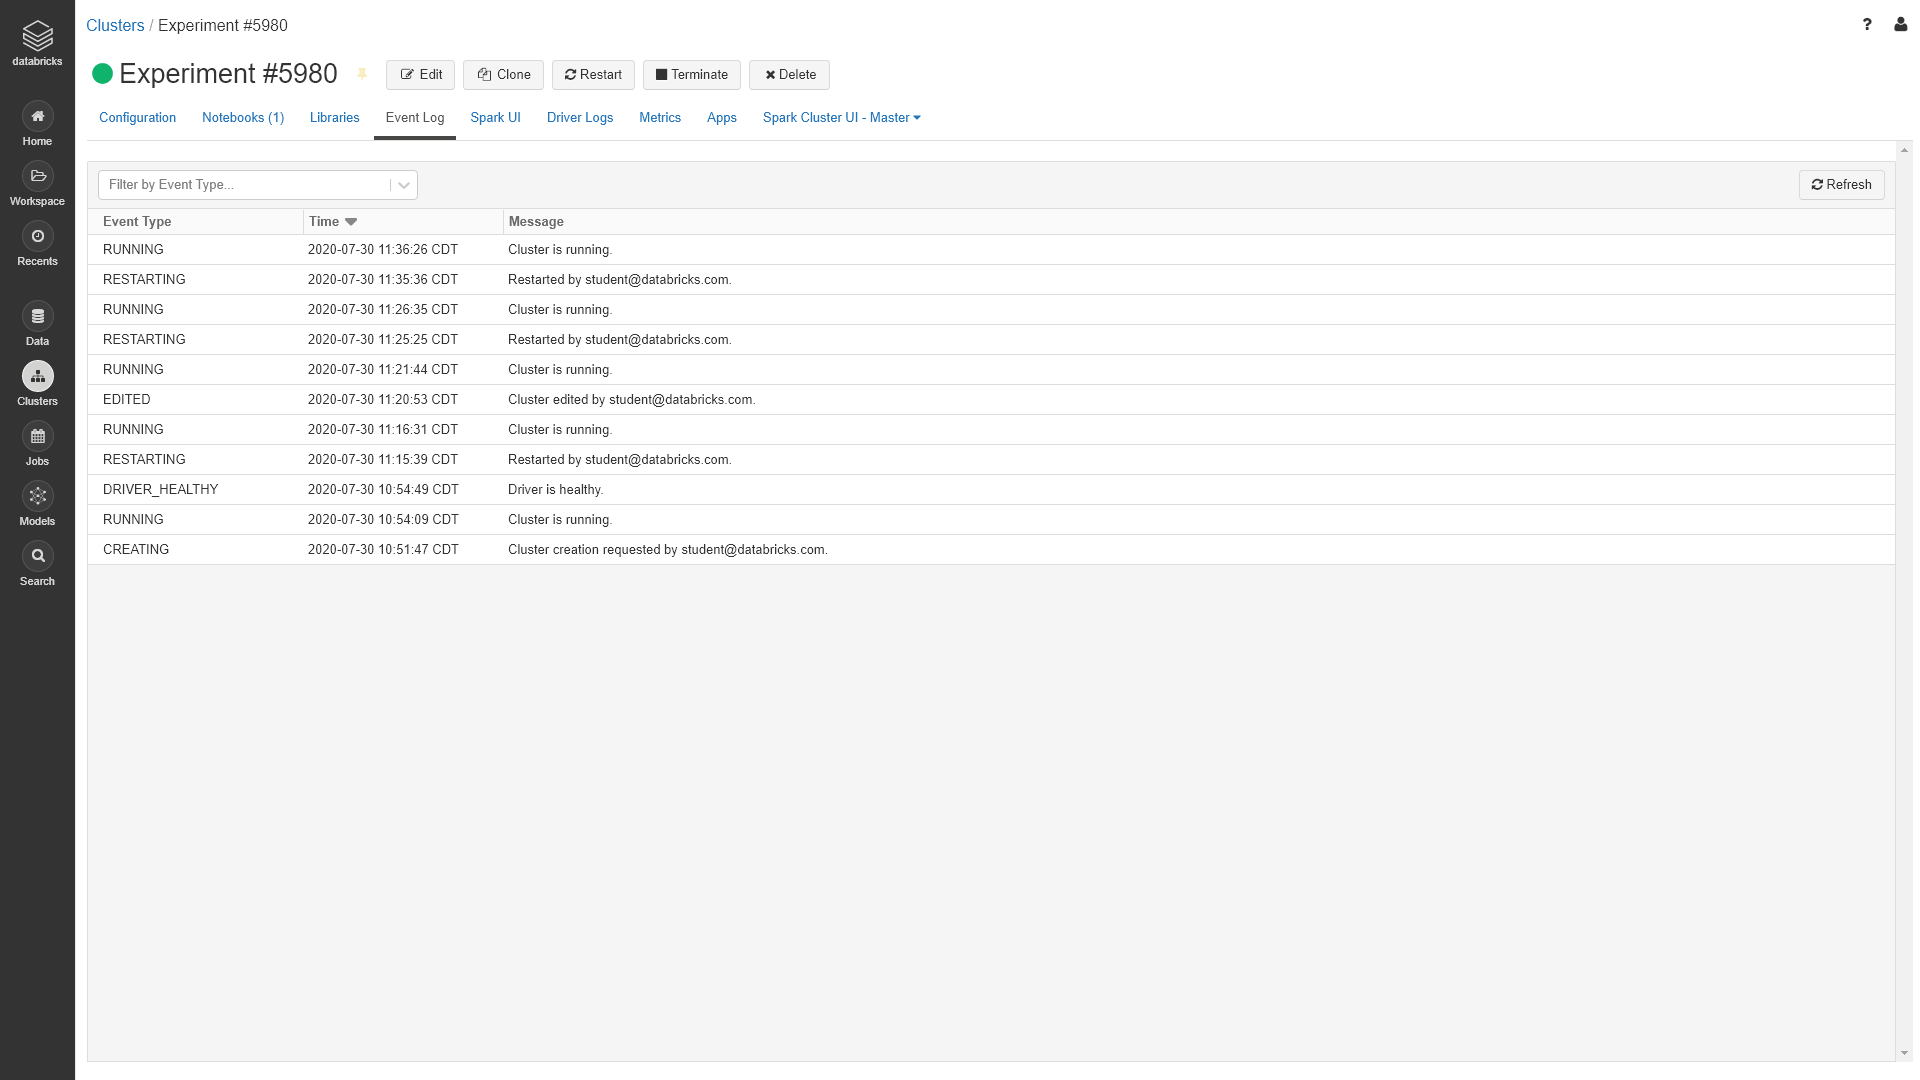 databricks
Home
Workspace
Recents
Data
Clusters
Jobs
Models
Search
Clusters / Experiment #5980
?
Experiment #5980 Edit Clone Restart Terminate Delete
Configuration Notebooks (1) Libraries Event Log Spark UI Driver Logs Metrics Apps Spark Cluster UI - Master
Filter by Event Type... Refresh
Event Type Time Message
RUNNING 2020-07-30 11:36:26 CDT Cluster is running.
RESTARTING 2020-07-30 11:35:36 CDT Restarted by student@databricks.com.
RUNNING 2020-07-30 11:26:35 CDT Cluster is running.
RESTARTING 2020-07-30 11:25:25 CDT Restarted by student@databricks.com.
RUNNING 2020-07-30 11:21:44 CDT Cluster is running.
EDITED 2020-07-30 11:20:53 CDT Cluster edited by student@databricks.com.
RUNNING 2020-07-30 11:16:31 CDT Cluster is running.
RESTARTING 2020-07-30 11:15:39 CDT Restarted by student@databricks.com.
DRIVER_HEALTHY 2020-07-30 10:54:49 CDT Driver is healthy.
RUNNING 2020-07-30 10:54:09 CDT Cluster is running.
CREATING 2020-07-30 10:51:47 CDT Cluster creation requested by student@databricks.com.